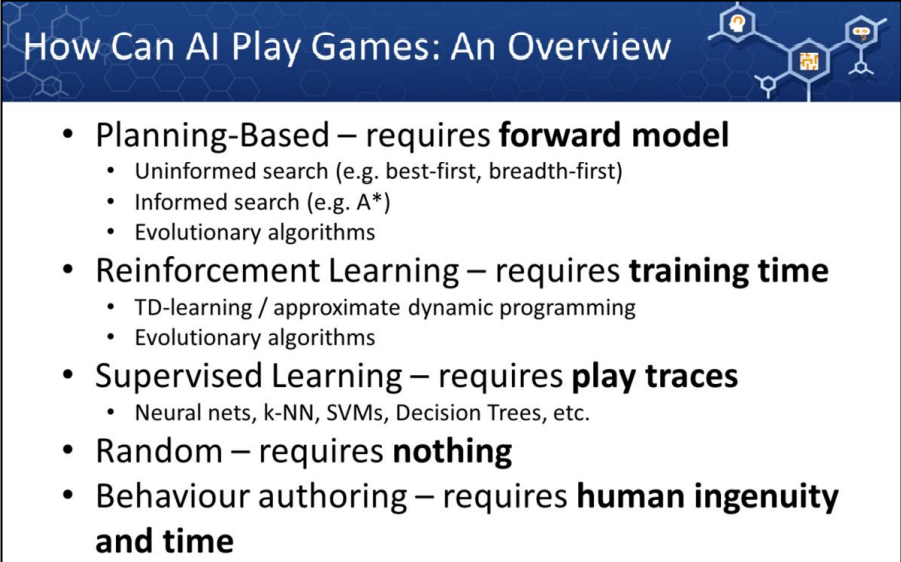 How Can AI Play Games: An Overview
• Planning-Based – requires forward model
• Uninformed search (e.g. best-first, breadth-first)
• Informed search (e.g. A*)
• Evolutionary algorithms
• Reinforcement Learning – requires training time
• TD-learning / approximate dynamic programming
• Evolutionary algorithms
• Supervised Learning – requires play traces
• Neural nets, k-NN, SVMs, Decision Trees, etc.
• Random – requires nothing
• Behaviour authoring – requires human ingenuity
and time